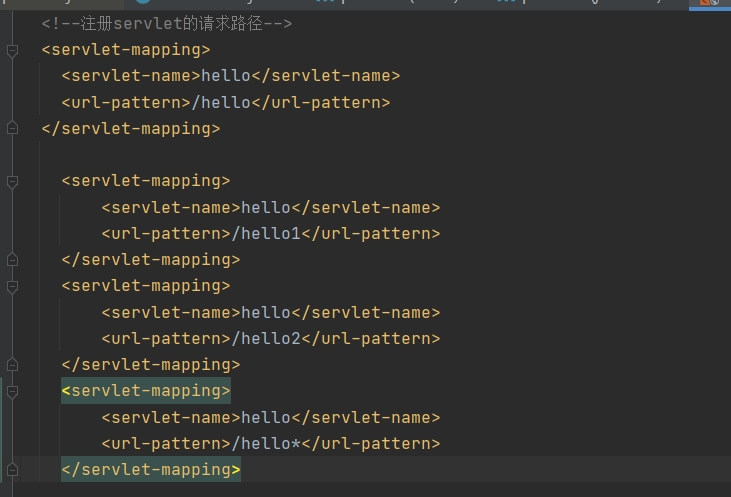 <!--注册servlet的请求路径-->
<servlet-mapping>
<servlet-name>hello</servlet-name>
<url-pattern>/hello</url-pattern>
</servlet-mapping>
<servlet-mapping>
<servlet-name>hello</servlet-name>
<url-pattern>/hello1</url-pattern>
</servlet-mapping>
<servlet-mapping>
<servlet-name>hello</servlet-name>
<url-pattern>/hello2</url-pattern>
</servlet-mapping>
<servlet-mapping>
<servlet-name>hello</servlet-name>
<url-pattern>/hello*</url-pattern>
</servlet-mapping>